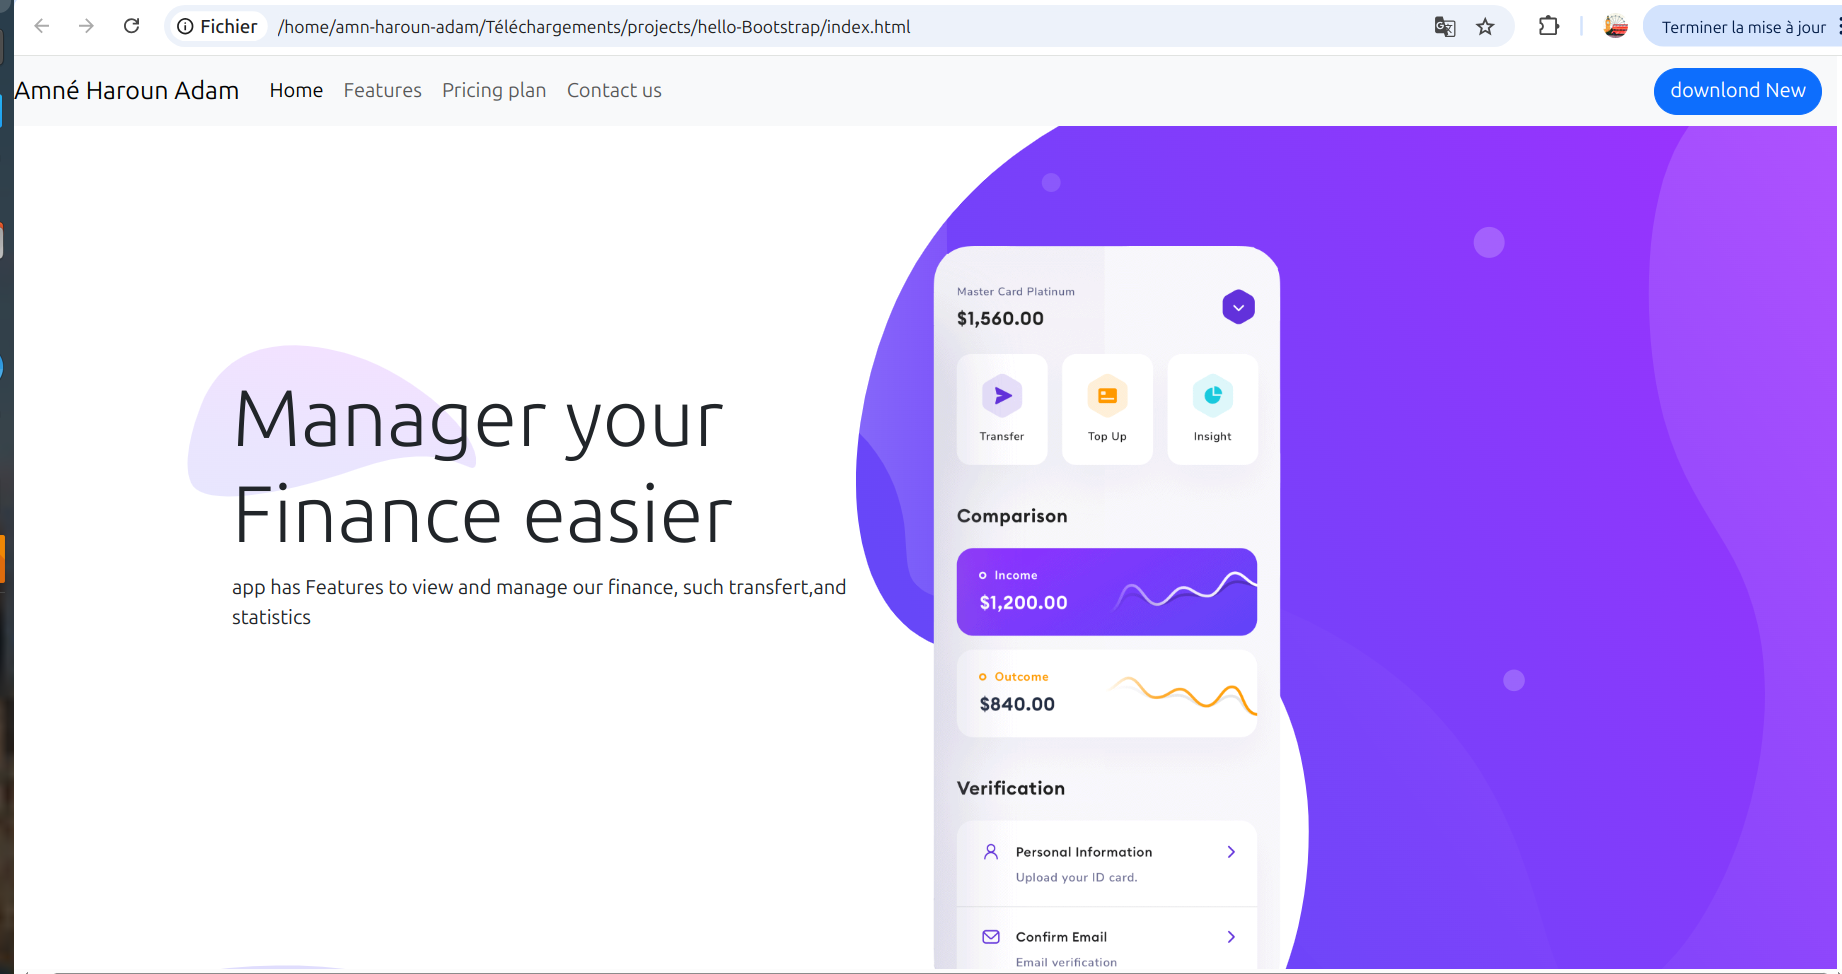 Fichier /home/amn-haroun-adam/Téléchargements/projects/hello-Bootstrap/index.html Terminer la mise à jour
Amné Haroun Adam Home Features Pricing plan Contact us downlond New
Manager your
Finance easier
app has Features to view and manage our finance, such transfert,and
statistics
Master Card Platinum
$1,560.00
Transfer Top Up Insight
Comparison
Income
$1,200.00
Outcome
$840.00
Verification
Personal Information
Upload your ID card.
Confirm Email
Email verification